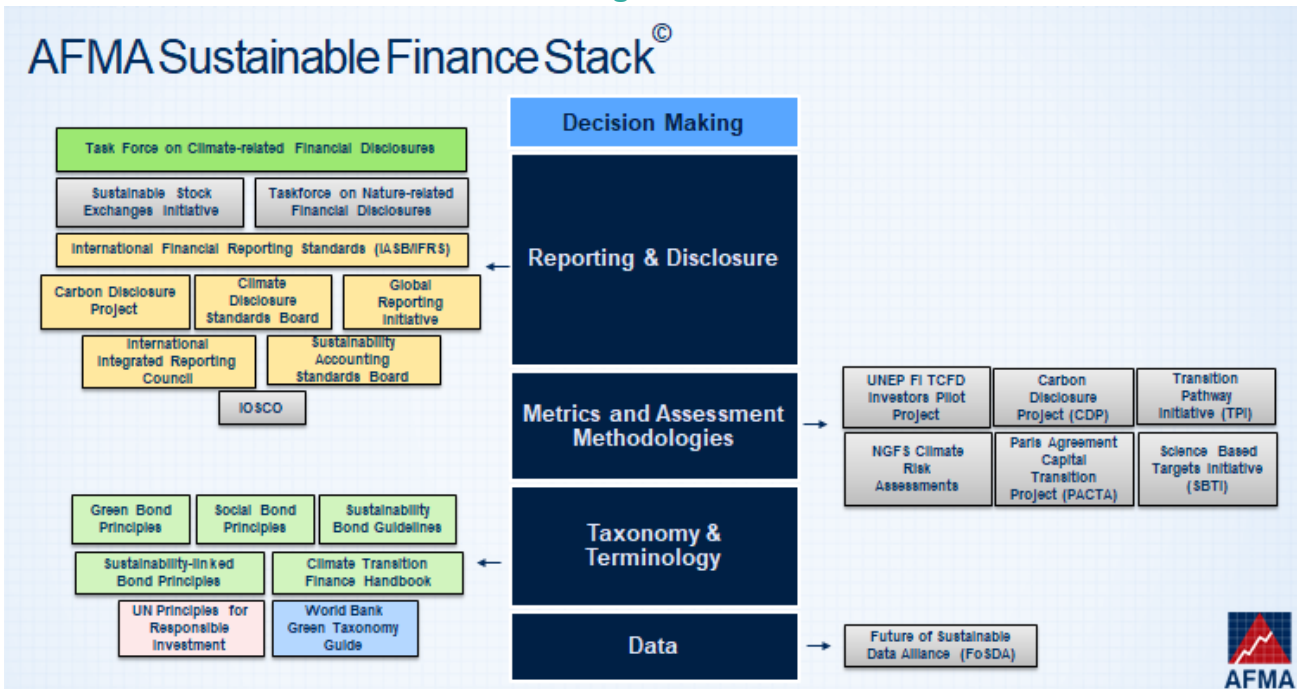 AFMA Sustainable Finance Stack©
Decision Making
Task Force on Climate-related Financial Disclosures
Sustainable Stock
Exchanges Initiative
Taskforce on Nature-related
Financial Disclosures
International Financial Reporting Standards (IASB/IFRS)
Reporting & Disclosure
Carbon Disclosure
Project
Climate
Disclosure
Standards Board
Global
Reporting
Initiative
International
Integrated Reporting
Council
Sustainability
Accounting
Standards Board
IOSCO
Metrics and Assessment
Methodologies
UNEP FI TCFD
Investors Pilot
Project
Carbon
Disclosure
Project (CDP)
Transition
Pathway
Initiative (TPI)
NGFS Climate
Risk
Assessments
Paris Agreement
Capital
Transition
Project (PACTA)
Science Based
Targets Initiative
(SBTI)
Green Bond
Principles
Social Bond
Principles
Sustainability
Bond Guidelines
Sustainability-linked
Bond Principles
Climate Transition
Finance Handbook
UN Principles for
Responsible
Investment
World Bank
Green Taxonomy
Guide
Taxonomy &
Terminology
Data
Future of Sustainable
Data Alliance (FoSDA)
AFMA